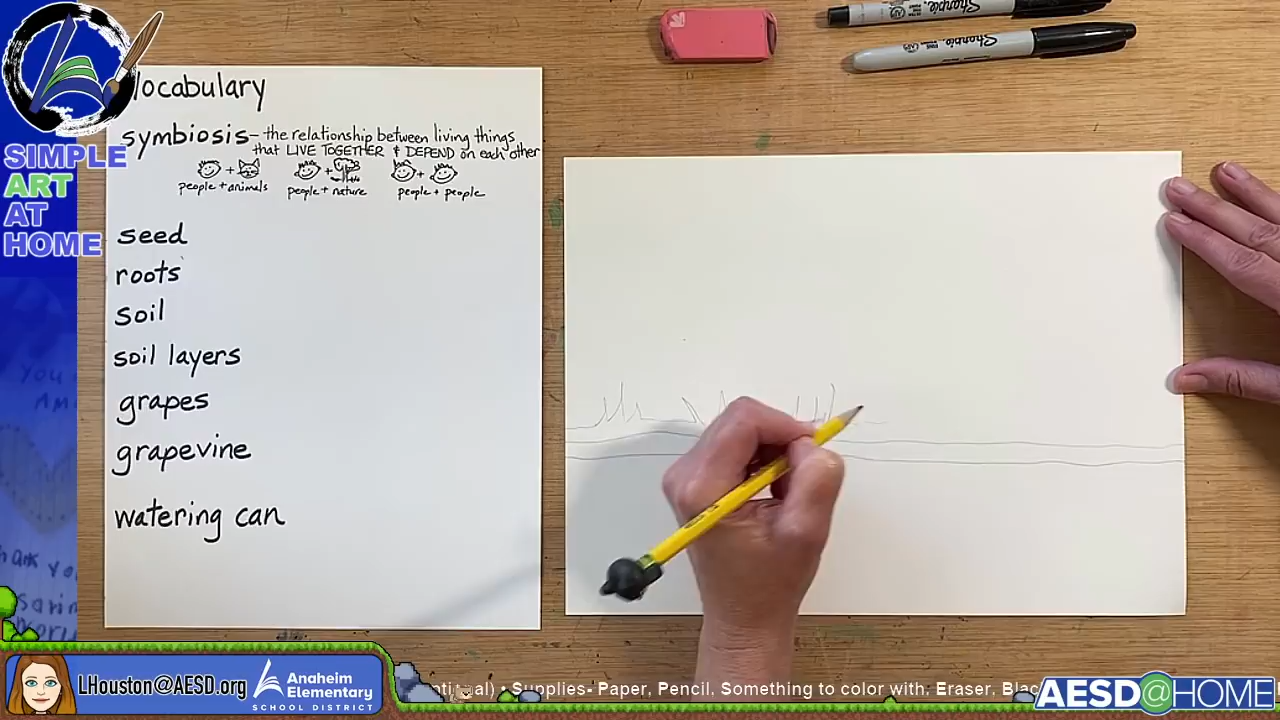 Vocabulary
symbiosis - the relationship between living things
that LIVE TOGETHER & DEPEND on each other
people + animals people + nature people + people
seed
roots
soil
soil layers
grapes
grapevine
watering can
SIMPLE
ART
AT
HOME
Sharpie.
Sharpie.
LHouston@AESD.org
Anaheim
Elementary
SCHOOL DISTRICT
• Supplies- Paper, Pencil, Something to color with, Eraser,
AESD@HOME